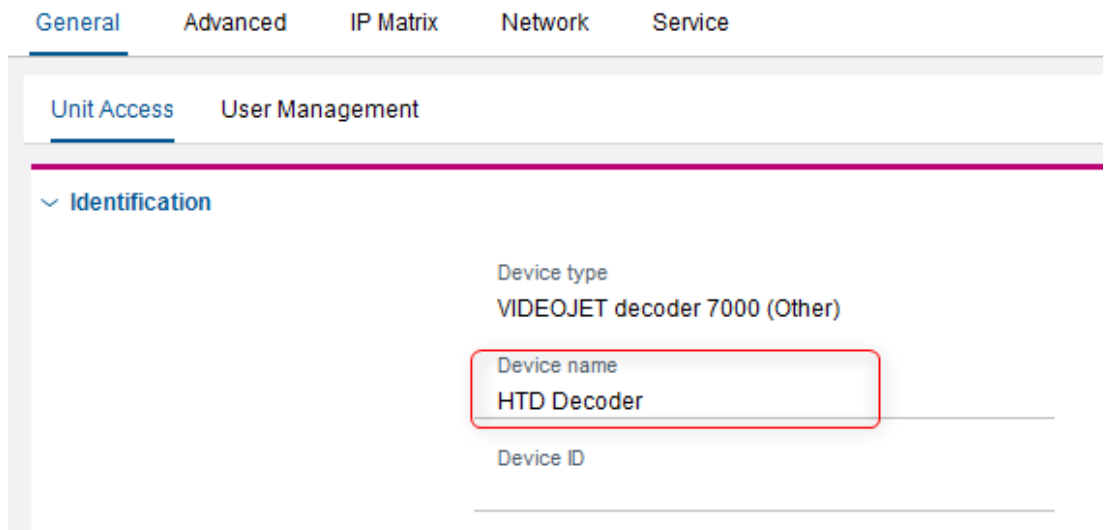 General Advanced IP Matrix Network Service
Unit Access User Management
Identification
Device type
VIDEOJET decoder 7000 (Other)
Device name
HTD Decoder
Device ID